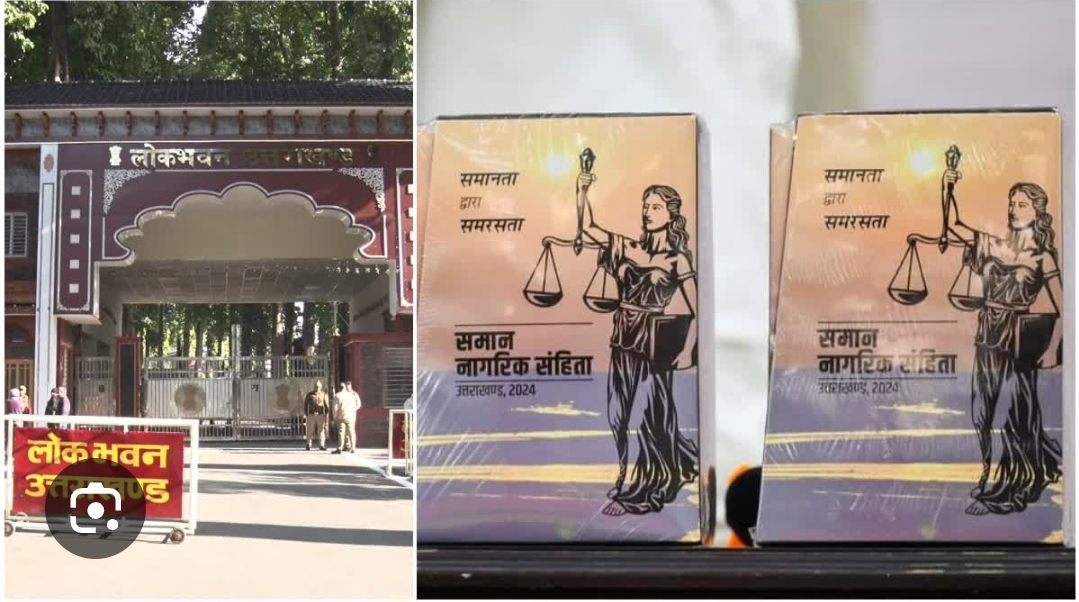 लोकभवन उत्तराखण्ड
लोक भवन
उत्तराखण्ड
समानता
द्वारा
समरसता
समान
नागरिक संहिता
उत्तराखण्ड, 2024
समानता
द्वारा
समरसता
समान
नागरिक संहिता
उत्तराखण्ड, 2024